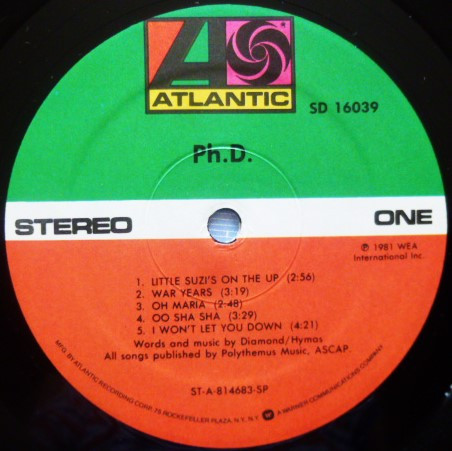 ATLANTIC
SD 16039
Ph.D.
STEREO
ONE
℗ 1981 WEA
International Inc.
1. LITTLE SUZI'S ON THE UP (2:56)
2. WAR YEARS (3:19)
3. OH MARIA (2:48)
4. OO SHA SHA (3:29)
5. I WON'T LET YOU DOWN (4:21)
Words and music by Diamond/Hymas
All songs published by Polythemus Music, ASCAP.
ST-A-814683-SP
MFG. BY ATLANTIC RECORDING CORP., 75 ROCKEFELLER PLAZA, N.Y. N.Y. A WARNER COMMUNICATIONS COMPANY